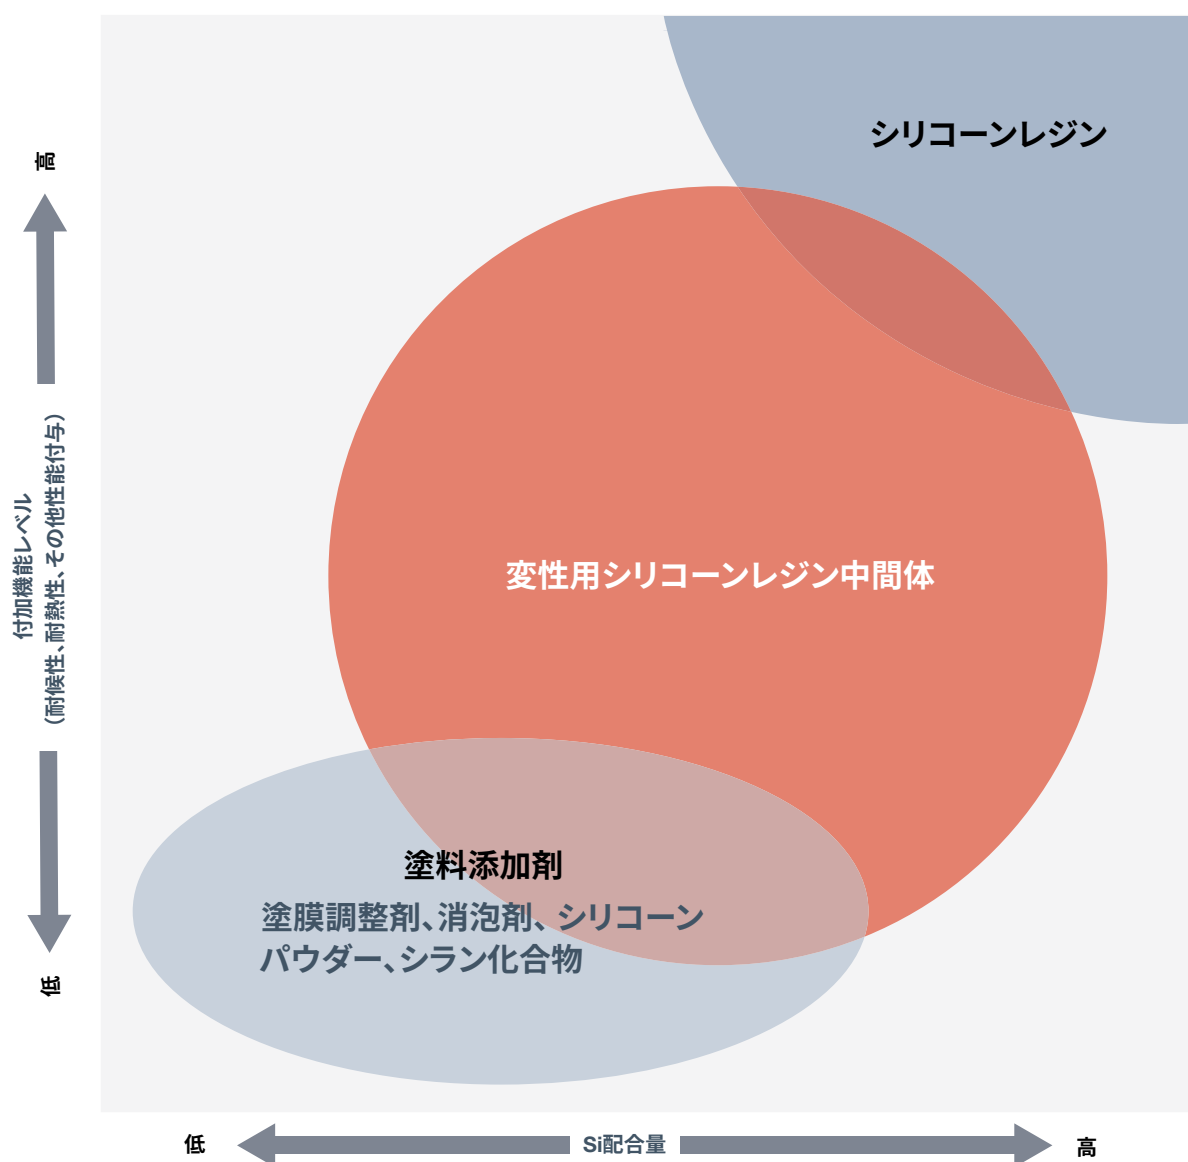 シリコーンレジン
高
付加機能レベル
(耐候性、耐熱性、その他性能付与)
変性用シリコーンレジン中間体
塗料添加剤
塗膜調整剤、消泡剤、シリコーン
パウダー、シラン化合物
低
低
Si配合量
高